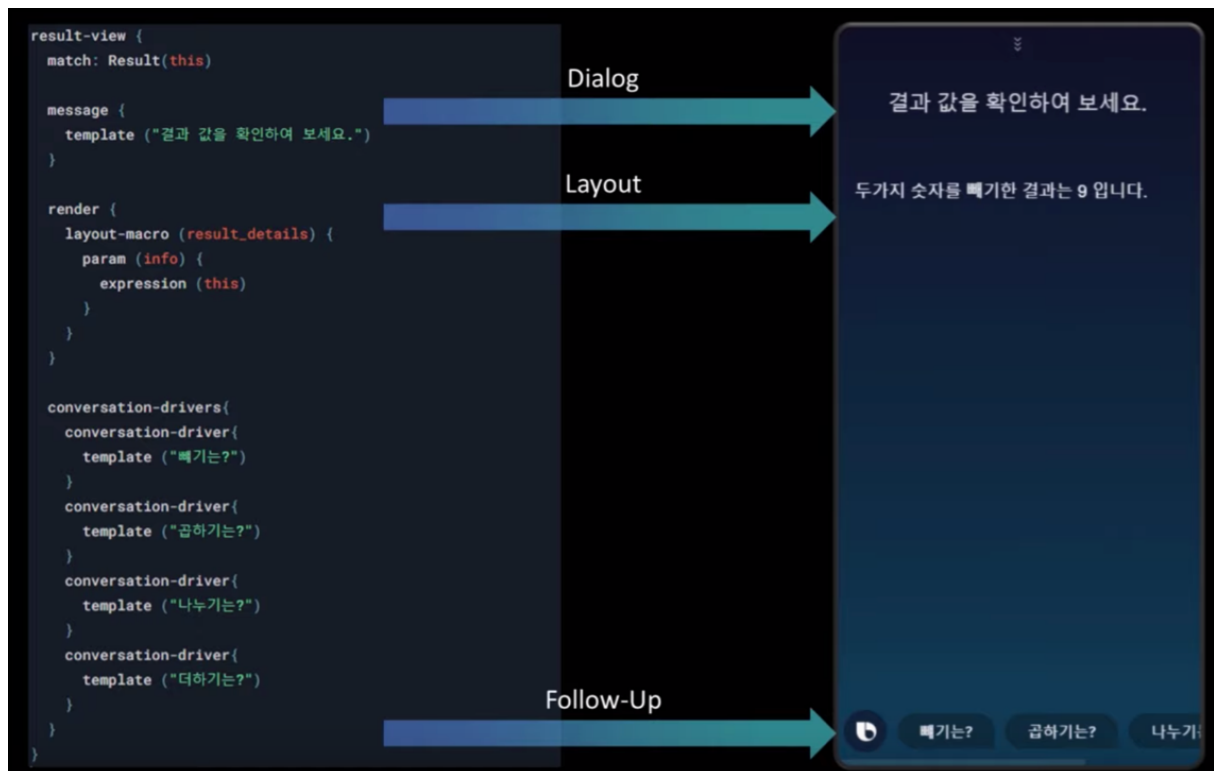 result-view {
match: Result(this)
message {
template ("결과 값을 확인하여 보세요.")
}
render {
layout-macro (result_details) {
param (info) {
expression (this)
}
}
}
conversation-drivers{
conversation-driver{
template ("빼기는?")
}
conversation-driver{
template ("곱하기는?")
}
conversation-driver{
template ("나누기는?")
}
conversation-driver{
template ("더하기는?")
}
}
}
Dialog
Layout
Follow-Up
결과 값을 확인하여 보세요.
두가지 숫자를 빼기한 결과는 9 입니다.
빼기는? 곱하기는? 나누기